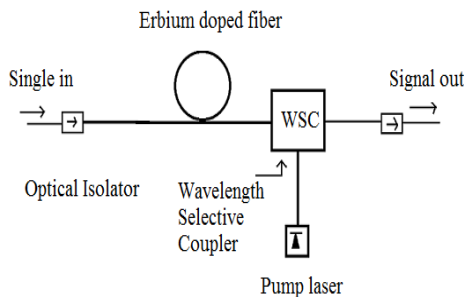 Erbium doped fiber
Single in
Signal out
WSC
Optical Isolator
Wavelength
Selective
Coupler
Pump laser